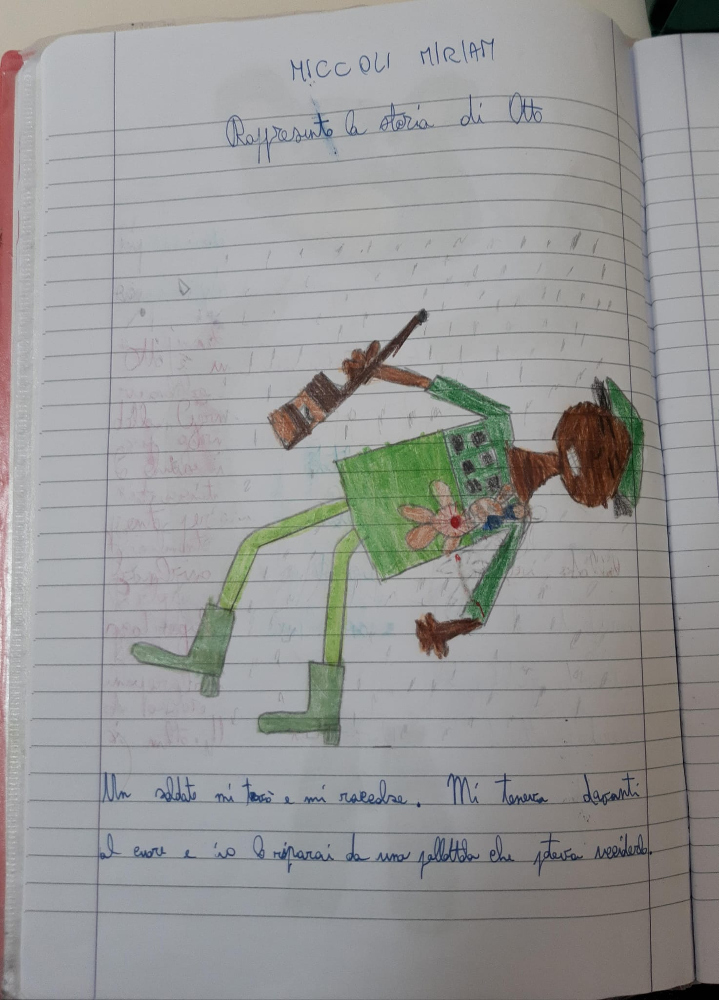 MICCOLI MIRIAM
Rappresento la storia di Otto
Un soldato mi trovò e mi raccolse. Mi teneva davanti
al cuore e io lo riparai da una pallottola che poteva ucciderlo.